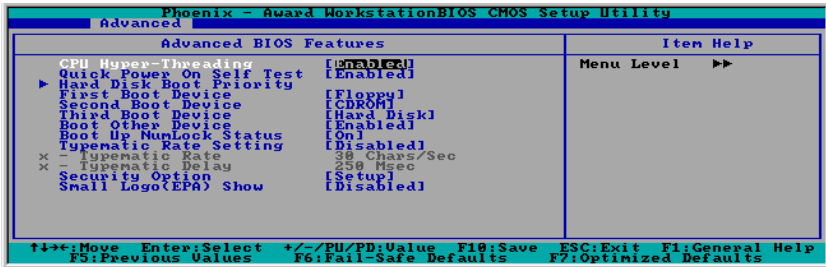 Phoenix - Award WorkstationBIOS CMOS Setup Utility
Advanced
Advanced BIOS Features
Item Help
CPU Hyper-Threading [Enabled]
Quick Power On Self Test [Enabled]
Hard Disk Boot Priority
First Boot Device [Floppy]
Second Boot Device [CDROM]
Third Boot Device [Hard Disk]
Boot Other Device [Enabled]
Boot Up NumLock Status [On]
Typematic Rate Setting [Disabled]
x - Typematic Rate 30 Chars/Sec
x - Typematic Delay 250 Msec
Security Option [Setup]
Small Logo(EPA) Show [Disabled]
Menu Level ▶▶
↑↓→←:Move Enter:Select +/-/PU/PD:Value F10:Save ESC:Exit F1:General Help
F5:Previous Values F6:Fail-Safe Defaults F7:Optimized Defaults